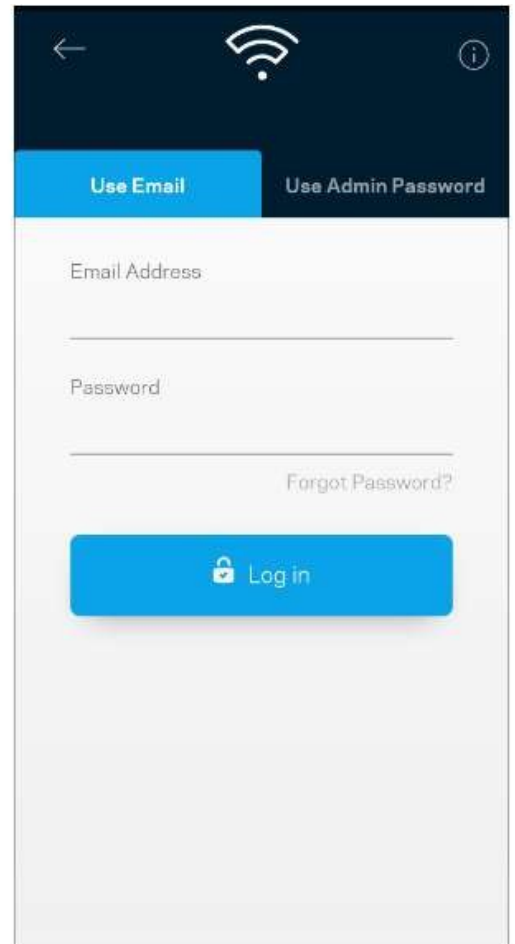 Use Email
Use Admin Password
Email Address
Password
Forgot Password?
Log in